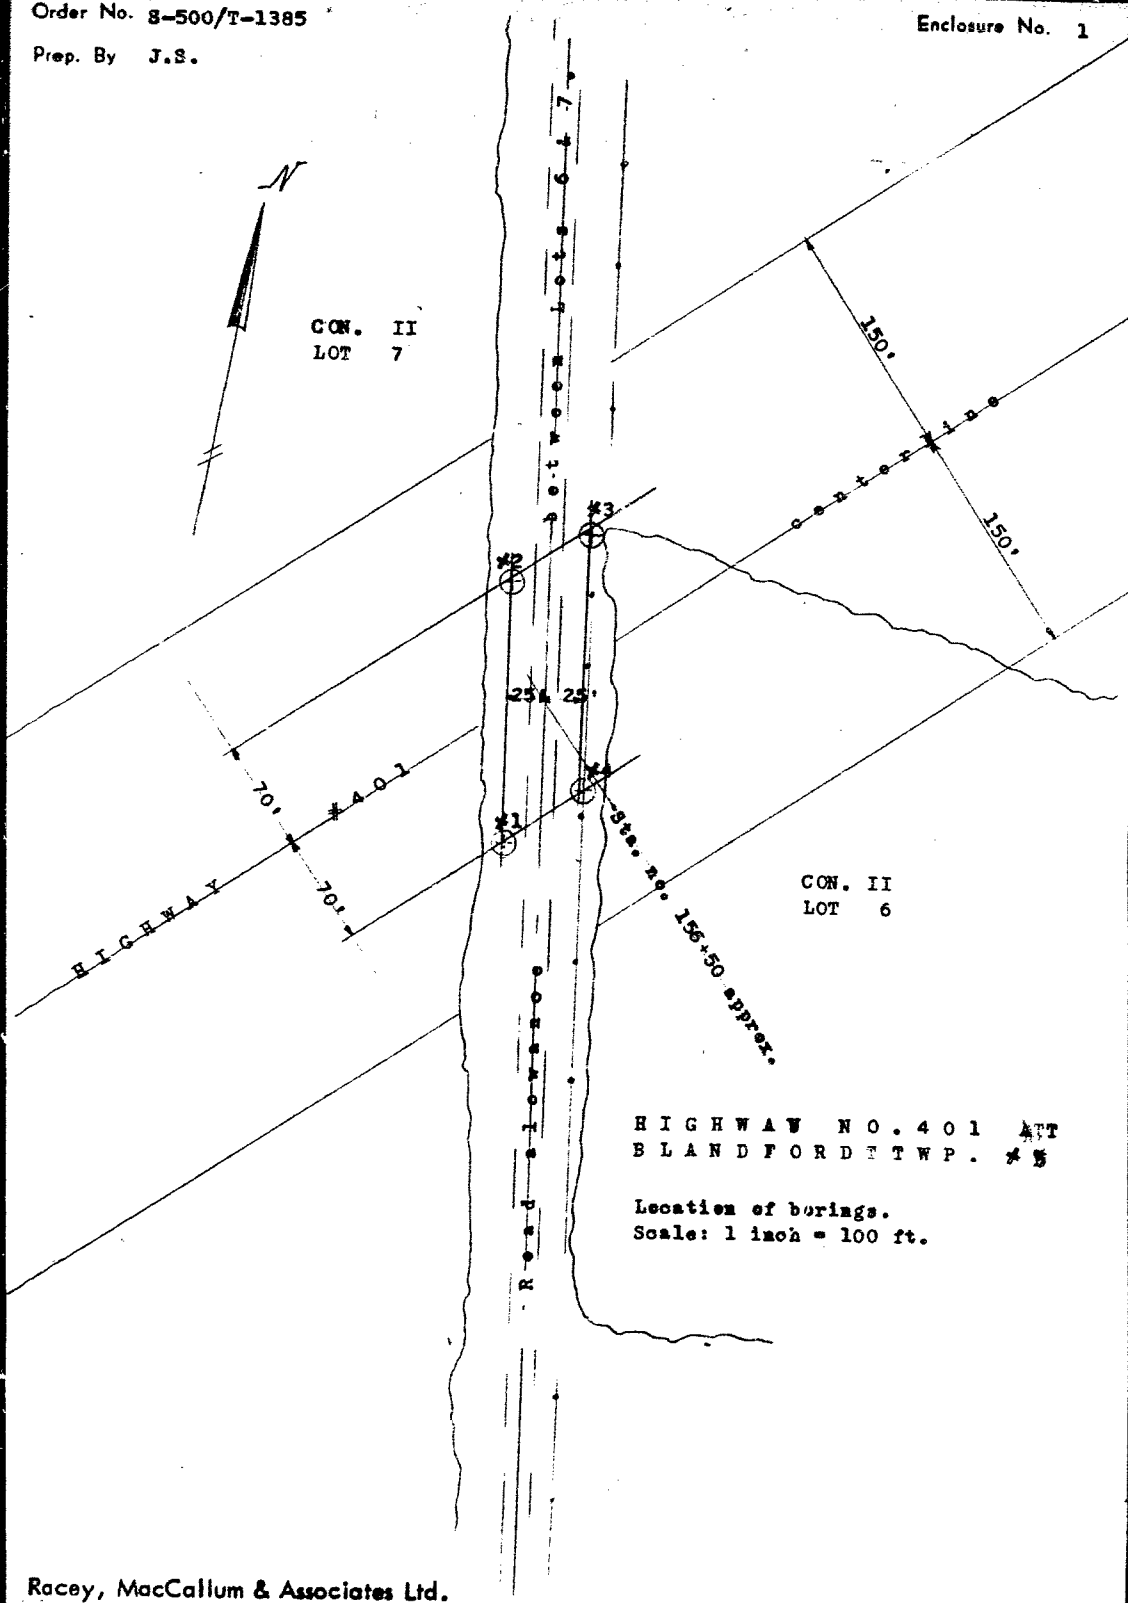 Order No. S-500/T-1385
Enclosure No. 1
Prep. By J.S.
N
CON. II
LOT 7
Road allowance
Between Lots 6 & 7
150'
150'
centerline
#3
#2
25' 25'
#4
#1
70'
70'
HIGHWAY #401
Sta. no. 156+50 approx.
CON. II
LOT 6
HIGHWAY NO. 401 AT
BLANDFORD TWP.
Location of borings.
Scale: 1 inch = 100 ft.
Racey, MacCallum & Associates Ltd.